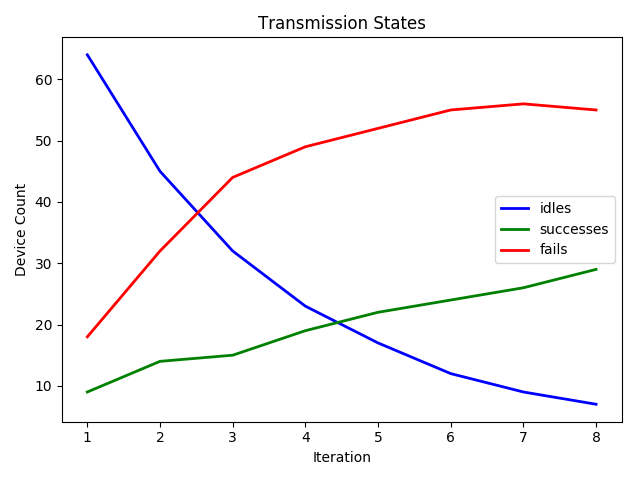 Transmission States
Device Count
60
50
40
30
20
10
idles
successes
fails
1 2 3 4 5 6 7 8
Iteration